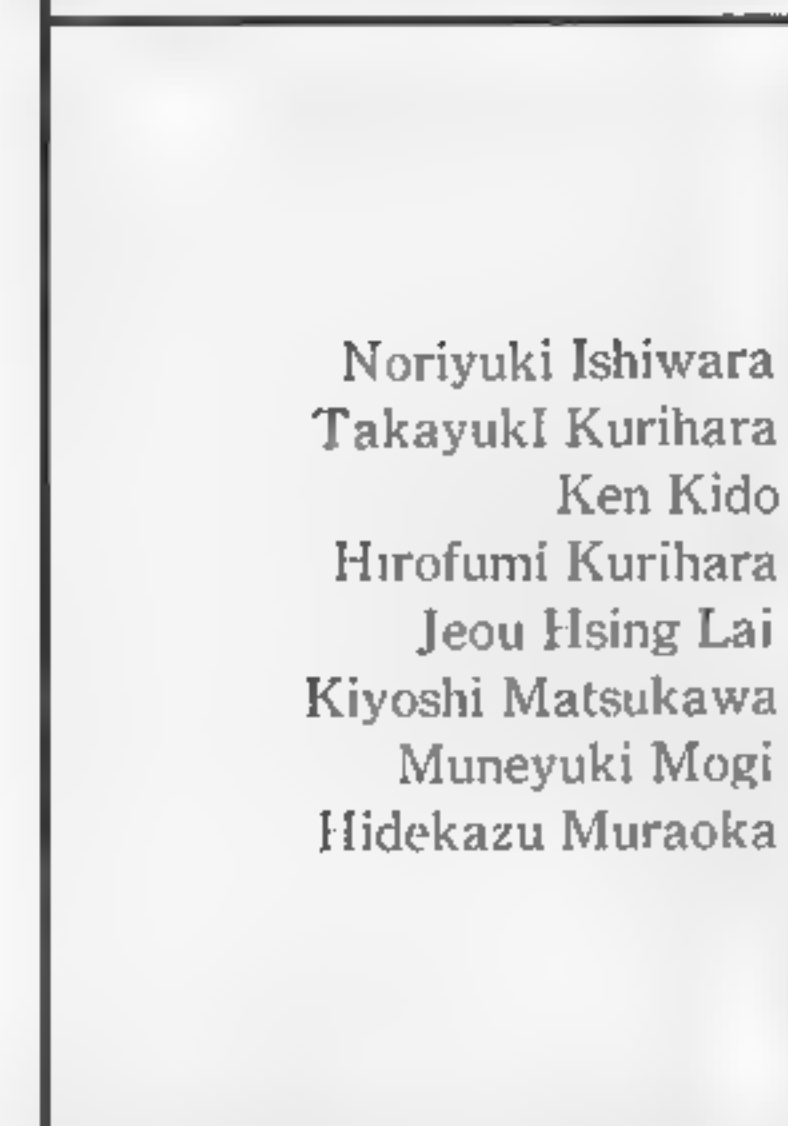 Noriyuki Ishiwara
TakayukI Kurihara
Ken Kido
Hırofumi Kurihara
Jeou Hsing Lai
Kiyoshi Matsukawa
Muneyuki Mogi
Hidekazu Muraoka